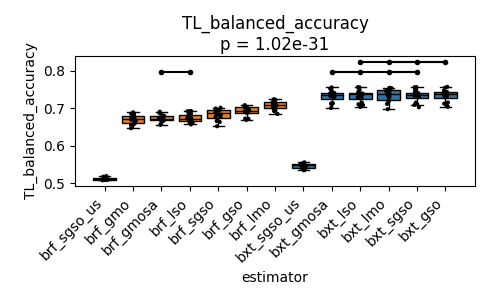 TL_balanced_accuracy
p = 1.02e-31
TL_balanced_accuracy
0.8
0.7
0.6
0.5
brf_sgso_us
brf_gmo
brf_gmosa
brf_lso
brf_sgso
brf_gso
brf_lmo
bxt_sgso_us
bxt_gmosa
bxt_lso
bxt_lmo
bxt_sgso
bxt_gso
estimator